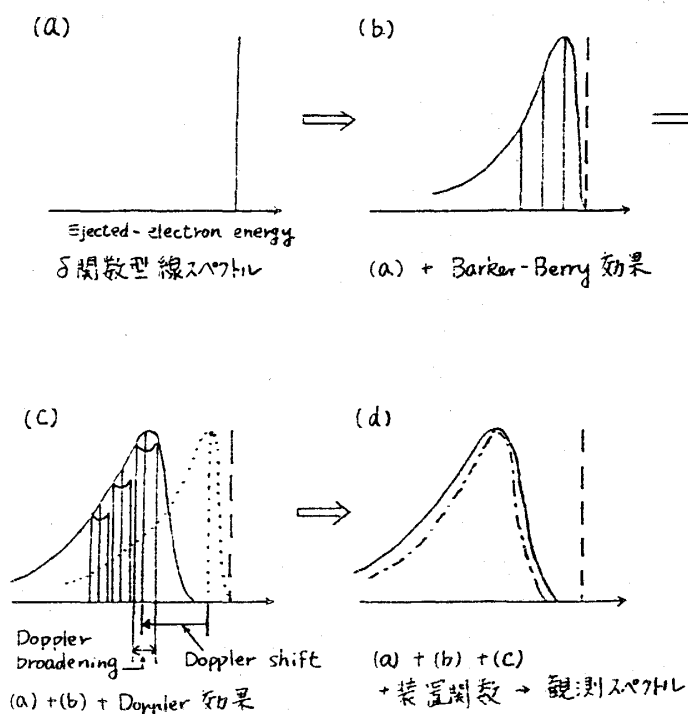 (a)
Ejected-electron energy
δ関数型線スペクトル
(b)
(a) + Barker-Berry 効果
(c)
Doppler broadening
Doppler shift
(a)+(b)+Doppler 効果
(d)
(a)+(b)+(c)
+装置関数→観測スペクトル